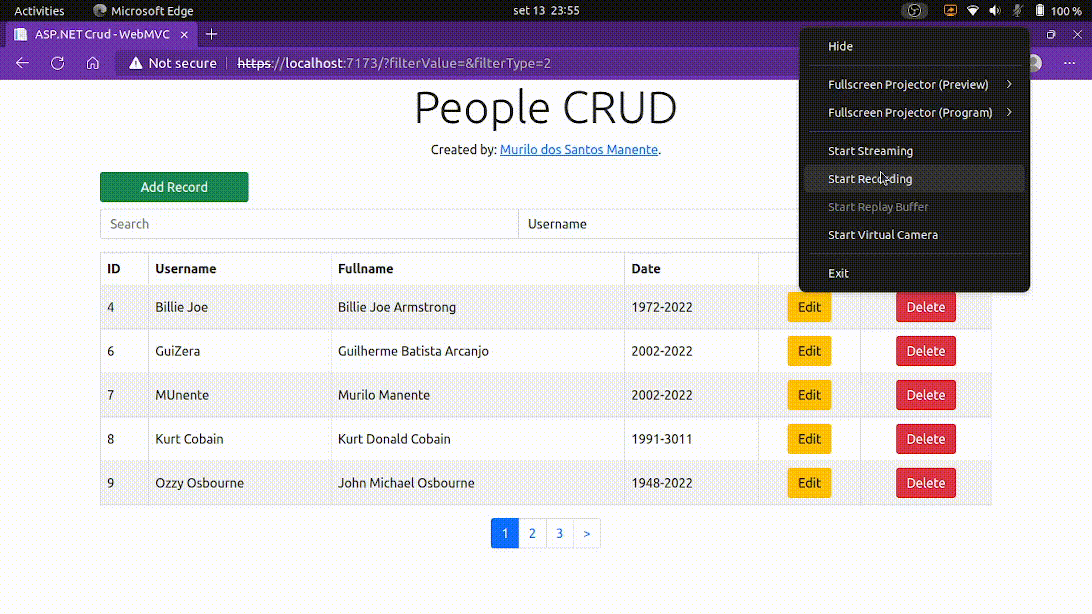 Activities Microsoft Edge set 13 23:55 100 %
ASP.NET Crud - WebMVC
Not secure https://localhost:7173/?filterValue=&filterType=2
Hide
Fullscreen Projector (Preview)
Fullscreen Projector (Program)
Start Streaming
Start Recording
Start Replay Buffer
Start Virtual Camera
Exit
People CRUD
Created by: Murilo dos Santos Manente.
Add Record
Search Username
ID Username Fullname Date
4 Billie Joe Billie Joe Armstrong 1972-2022 Edit Delete
6 GuiZera Guilherme Batista Arcanjo 2002-2022 Edit Delete
7 MUnente Murilo Manente 2002-2022 Edit Delete
8 Kurt Cobain Kurt Donald Cobain 1991-3011 Edit Delete
9 Ozzy Osbourne John Michael Osbourne 1948-2022 Edit Delete
1 2 3 >